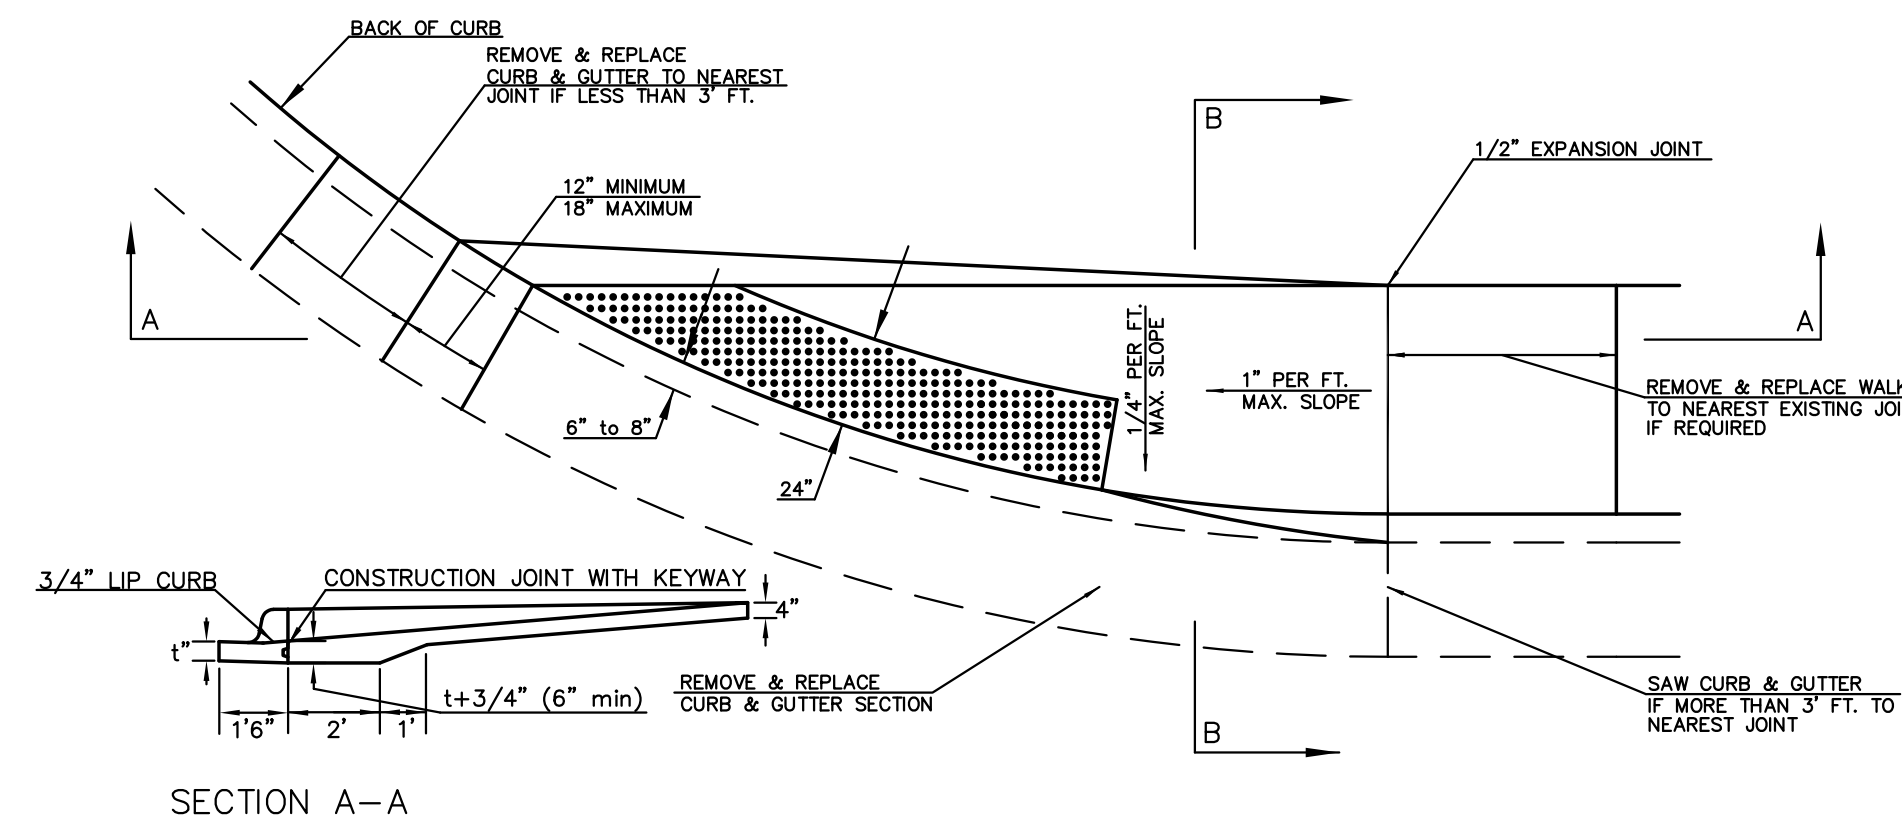 BACK OF CURB
REMOVE & REPLACE
CURB & GUTTER TO NEAREST
JOINT IF LESS THAN 3' FT.
B
1/2" EXPANSION JOINT
12" MINIMUM
18" MAXIMUM
A
A
1/4" PER FT.
MAX. SLOPE
1" PER FT.
MAX. SLOPE
REMOVE & REPLACE WALK
TO NEAREST EXISTING JOI
IF REQUIRED
6" to 8"
24"
3/4" LIP CURB
CONSTRUCTION JOINT WITH KEYWAY
4"
t"
t+3/4" (6" min)
1'6"
2'
1'
REMOVE & REPLACE
CURB & GUTTER SECTION
SAW CURB & GUTTER
IF MORE THAN 3' FT. TO
NEAREST JOINT
B
SECTION A-A